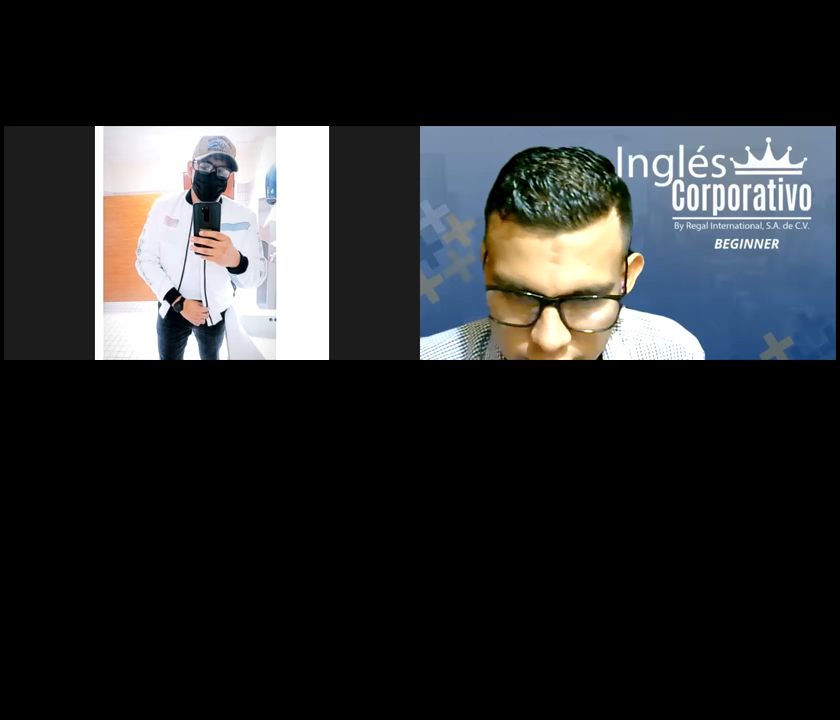 Inglés
Corporativo
By Regal International, S.A. de C.V.
BEGINNER